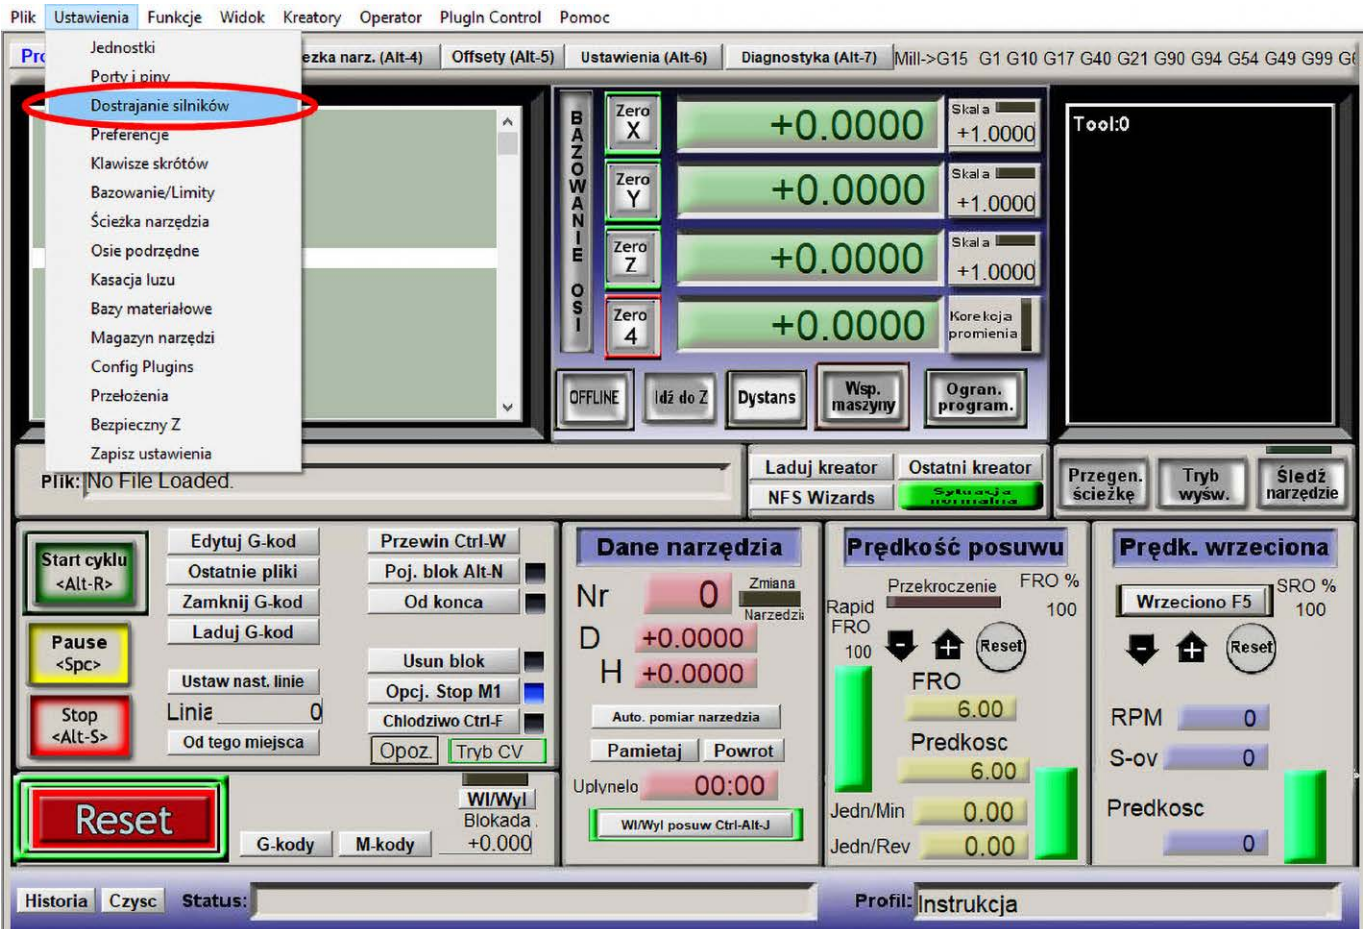 Plik Ustawienia Funkcje Widok Kreatory Operator PlugIn Control Pomoc
Jednostki
Porty i piny
Dostrajanie silników
Preferencje
Klawisze skrótów
Bazowanie/Limity
Ścieżka narzędzia
Osie podrzędne
Kasacja luzu
Bazy materiałowe
Magazyn narzędzi
Config Plugins
Przełożenia
Bezpieczny Z
Zapisz ustawienia
narz. (Alt-4) Offsety (Alt-5) Ustawienia (Alt-6) Diagnostyka (Alt-7) Mill->G15 G1 G10 G17 G40 G21 G90 G94 G54 G49 G99
BAZOWANIE OSI
Zero X +0.0000 Skala +1.0000
Zero Y +0.0000 Skala +1.0000
Zero Z +0.0000 Skala +1.0000
Zero 4 +0.0000 Korekcja promienia
OFFLINE Idź do Z Dystans Wsp. maszyny Ogran. program.
Tool:0
Plik: No File Loaded.
Laduj kreator Ostatni kreator
NFS Wizards Sytuacja normalna
Przegen. ścieżkę Tryb wyśw. Śledź narzędzie
Start cyklu <Alt-R>
Pause <Spc>
Stop <Alt-S>
Edytuj G-kod
Ostatnie pliki
Zamknij G-kod
Laduj G-kod
Ustaw nast. linie
Linia 0
Od tego miejsca
Przewin Ctrl-W
Poj. blok Alt-N
Od konca
Usun blok
Opcj. Stop M1
Chlodziwo Ctrl-F
Opoz. Tryb CV
Reset
G-kody M-kody
Wl/Wyl
Blokada
+0.000
Dane narzędzia
Nr 0 Zmiana Narzedzi
D +0.0000
H +0.0000
Auto. pomiar narzedzia
Pamietaj Powrot
Uplynelo 00:00
Wl/Wyl posuw Ctrl-Alt-J
Prędkość posuwu
Przekroczenie FRO %
100
Rapid FRO
100
Reset
FRO
6.00
Predkosc
6.00
Jedn/Min 0.00
Jedn/Rev 0.00
Prędk. wrzeciona
Wrzeciono F5 SRO %
100
Reset
RPM 0
S-ov 0
Predkosc
0
Historia Czysc Status:
Profil: Instrukcja